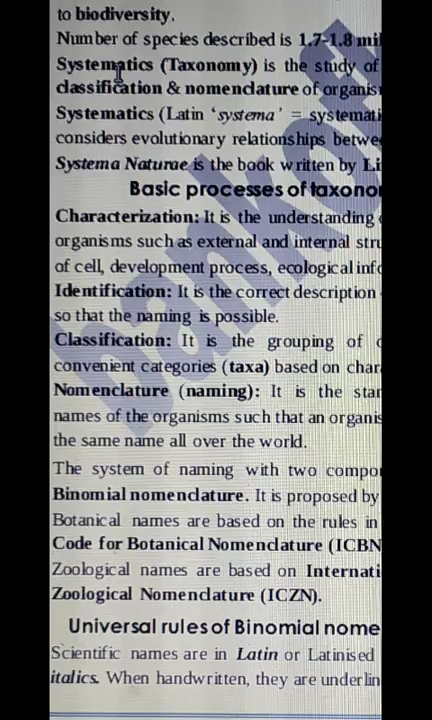 to biodiversity.
Number of species described is 1.7-1.8 mil
Systematics (Taxonomy) is the study of
classification & nomenclature of organis
Systematics (Latin ‘systema’ = systemati
considers evolutionary relationships betwe
Systema Naturae is the book written by Li
Basic processes of taxono
Characterization: It is the understanding
organisms such as external and internal stru
of cell, development process, ecological info
Identification: It is the correct description
so that the naming is possible.
Classification: It is the grouping of
convenient categories (taxa) based on char
Nomenclature (naming): It is the stan
names of the organisms such that an organis
the same name all over the world.
The system of naming with two compo
Binomial nomenclature. It is proposed by
Botanical names are based on the rules in
Code for Botanical Nomenclature (ICBN
Zoological names are based on Internati
Zoological Nomenclature (ICZN).
Universal rules of Binomial nome
Scientific names are in Latin or Latinised
italics. When handwritten, they are underlin